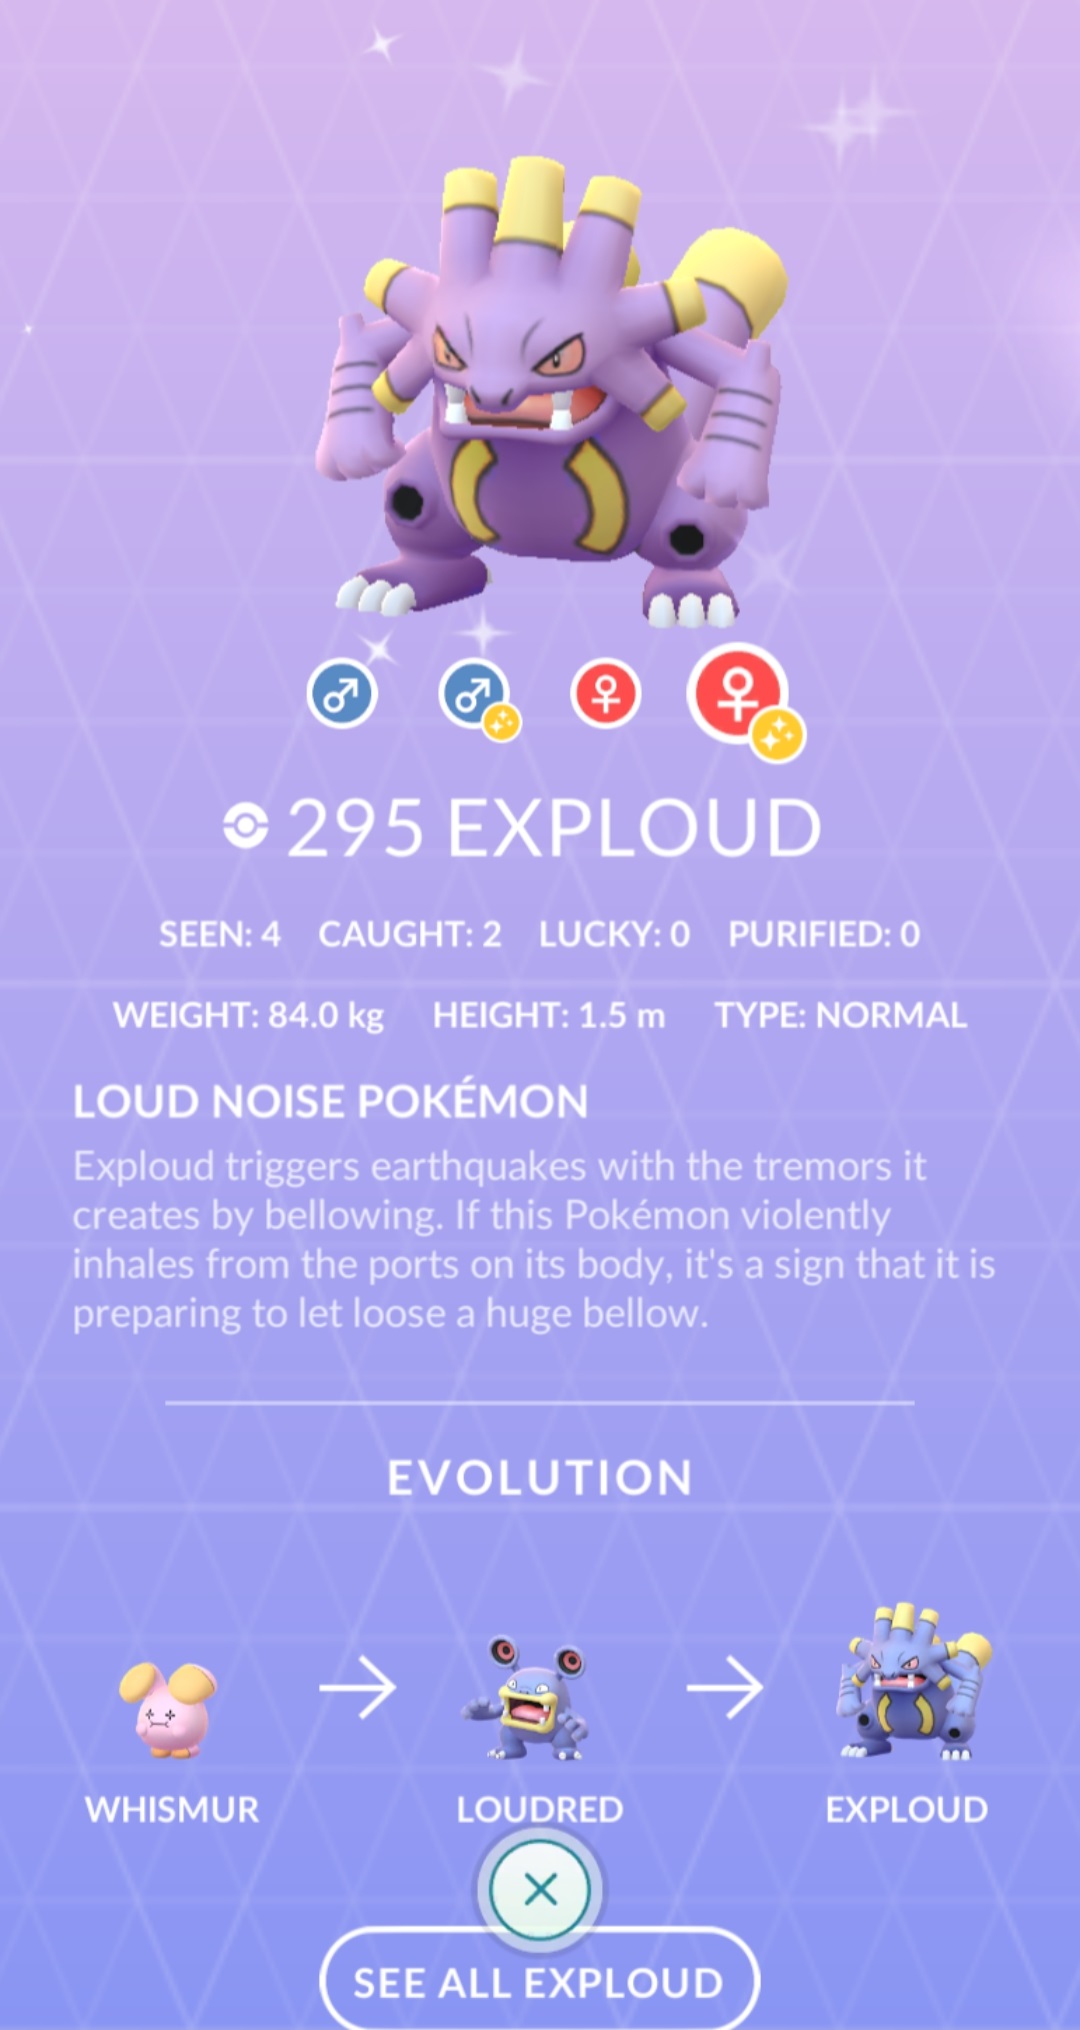 295 EXPLOUD
SEEN: 4 CAUGHT: 2 LUCKY: 0 PURIFIED: 0
WEIGHT: 84.0 kg HEIGHT: 1.5 m TYPE: NORMAL
LOUD NOISE POKÉMON
Exploud triggers earthquakes with the tremors it
creates by bellowing. If this Pokémon violently
inhales from the ports on its body, it's a sign that it is
preparing to let loose a huge bellow.
EVOLUTION
WHISMUR LOUDRED EXPLOUD
SEE ALL EXPLOUD